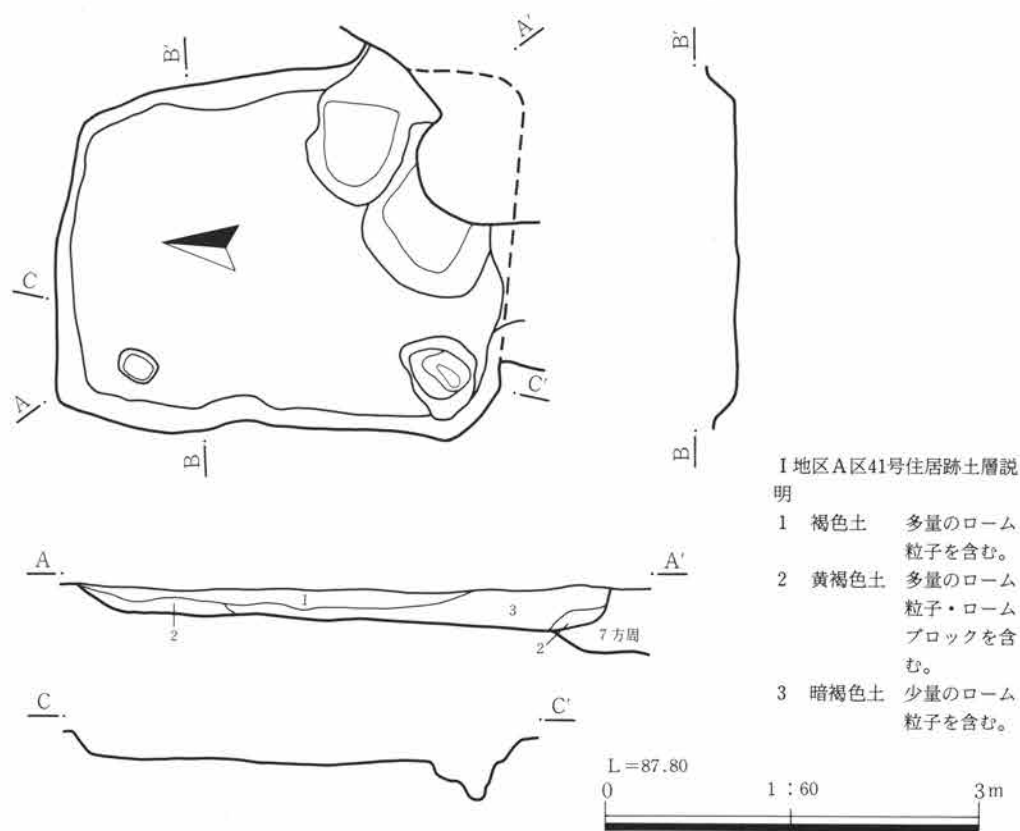 A'
B'
B'
C
A
C'
B
B
Ⅰ地区A区41号住居跡土層説
明
1 褐色土 多量のローム
粒子を含む。
2 黄褐色土 多量のローム
粒子・ローム
ブロックを含
む。
3 暗褐色土 少量のローム
粒子を含む。
A
A'
1
3
2
2
7方周
C
C'
L=87.80
0 1:60 3m